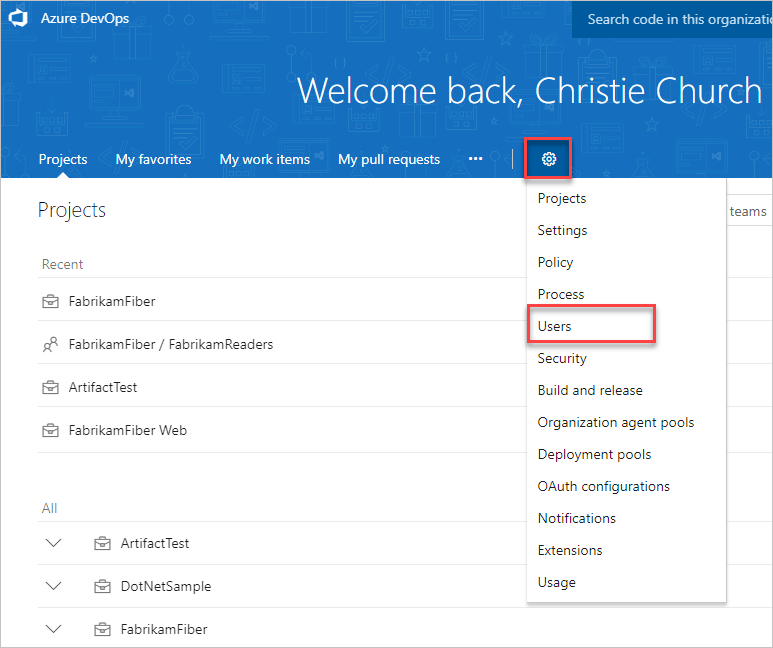 Azure DevOps
Search code in this organizatio
Welcome back, Christie Church
Projects My favorites My work items My pull requests ···
Projects
teams
Recent
FabrikamFiber
FabrikamFiber / FabrikamReaders
ArtifactTest
FabrikamFiber Web
All
ArtifactTest
DotNetSample
FabrikamFiber
Projects
Settings
Policy
Process
Users
Security
Build and release
Organization agent pools
Deployment pools
OAuth configurations
Notifications
Extensions
Usage